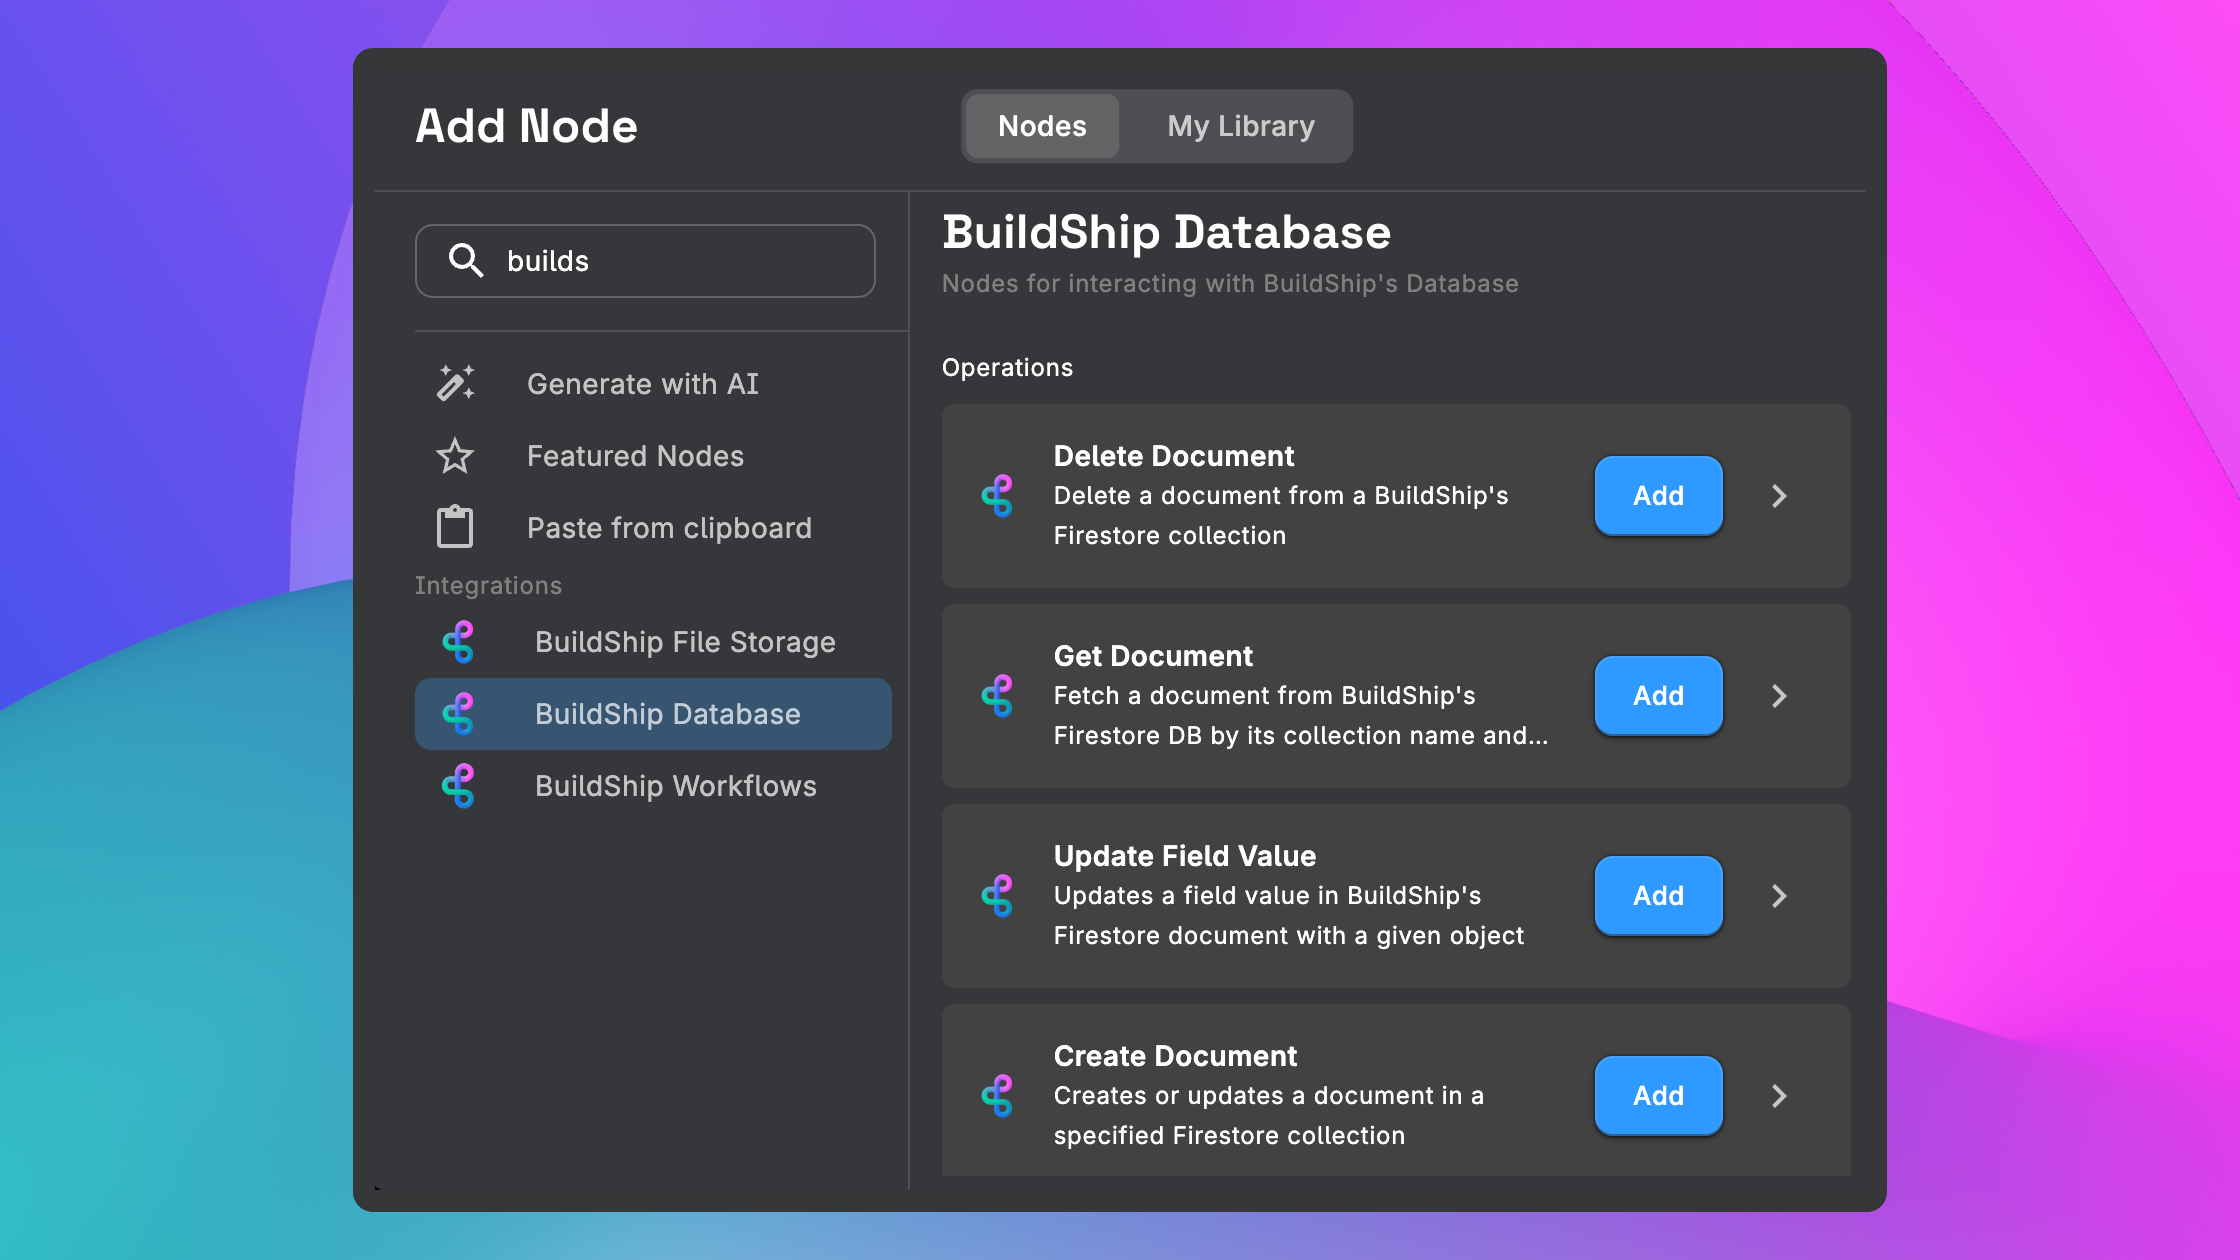 Add Node
Nodes
My Library
builds
Generate with AI
Featured Nodes
Paste from clipboard
Integrations
BuildShip File Storage
BuildShip Database
BuildShip Workflows
BuildShip Database
Nodes for interacting with BuildShip's Database
Operations
Delete Document
Delete a document from a BuildShip's
Firestore collection
Add
Get Document
Fetch a document from BuildShip's
Firestore DB by its collection name and...
Add
Update Field Value
Updates a field value in BuildShip's
Firestore document with a given object
Add
Create Document
Creates or updates a document in a
specified Firestore collection
Add